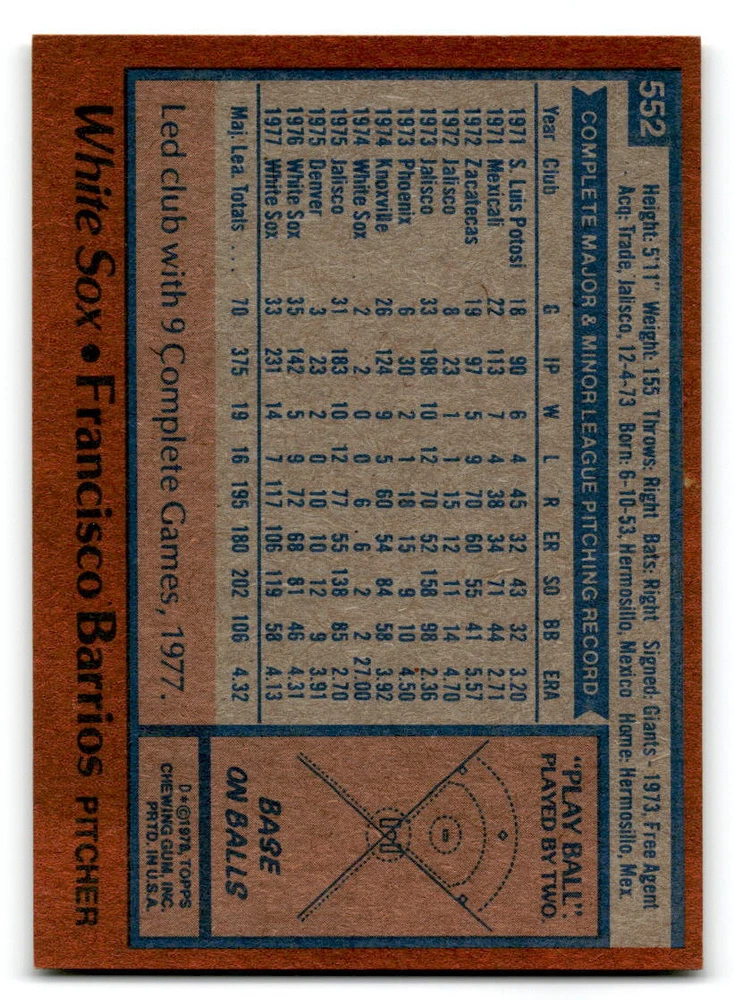 552
Height: 5'11" Weight: 155 Throws: Right Bats: Right Signed: Giants - 1973, Free Agent
Acq: Trade, Jalisco, 12-4-73 Born: 6-10-53, Hermosillo, Mexico Home: Hermosillo, Mex.
COMPLETE MAJOR & MINOR LEAGUE PITCHING RECORD
Year Club G IP W L R ER SO BB ERA
1971 S. Luis Potosi 18 90 6 4 45 32 43 32 3.20
1971 Mexicali 22 113 7 4 38 34 71 44 2.71
1972 Zacatecas 19 97 5 9 70 60 55 41 5.57
1972 Jalisco 8 23 1 1 15 12 11 14 4.70
1973 Jalisco 33 198 10 12 70 52 158 98 2.36
1973 Phoenix 6 30 2 1 18 15 9 10 4.50
1974 Knoxville 26 124 9 5 60 54 84 58 3.92
1974 White Sox 2 2 0 0 6 6 2 2 27.00
1975 Jalisco 31 183 10 12 77 55 138 85 2.70
1975 Denver 3 23 2 0 10 10 12 9 3.91
1976 White Sox 35 142 5 9 72 68 81 46 4.31
1977 White Sox 33 231 14 7 117 106 119 58 4.13
Maj. Lea. Totals . . . 70 375 19 16 195 180 202 106 4.32
Led club with 9 Complete Games, 1977.
"PLAY BALL"
PLAYED BY TWO.
BASE
ON BALLS
D*©1978, TOPPS
CHEWING GUM, INC.
PRTD. IN U.S.A.
White Sox • Francisco Barrios PITCHER